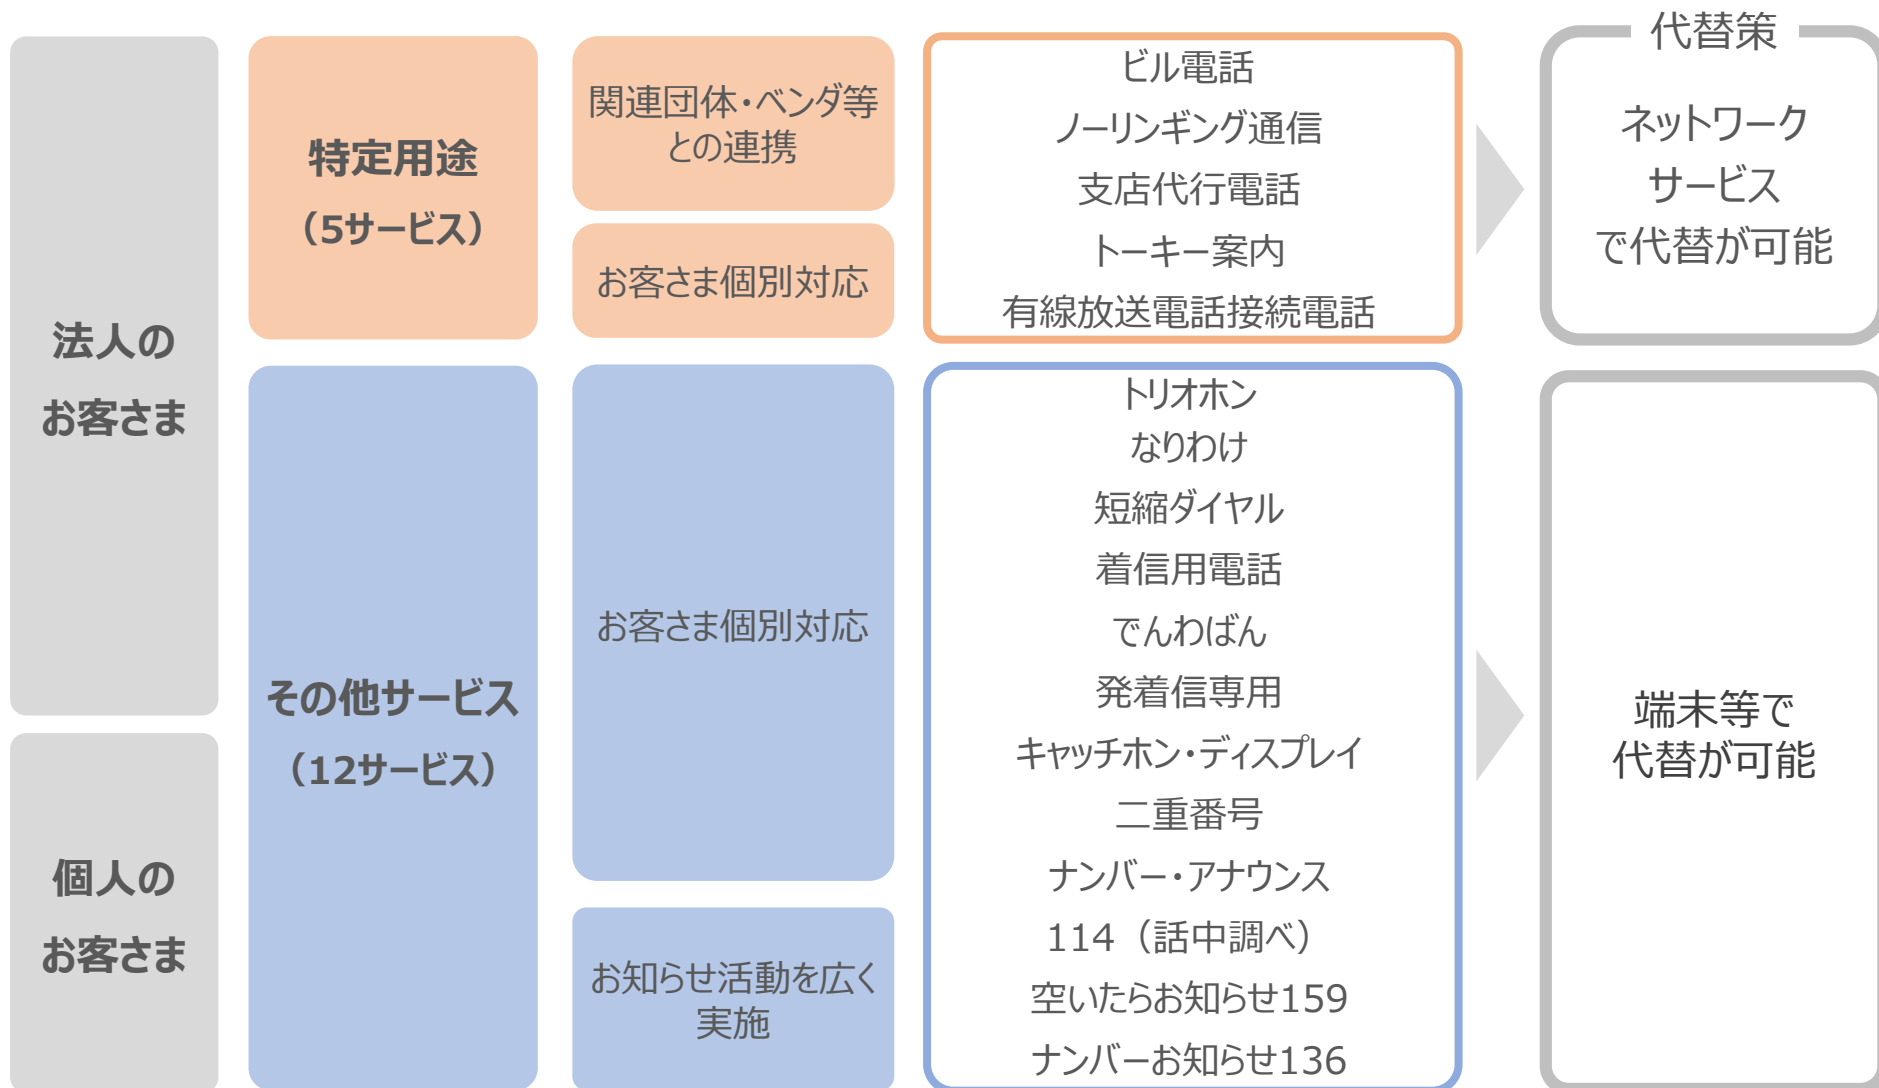 法人の
お客さま
個人の
お客さま
特定用途
（5サービス）
その他サービス
（12サービス）
関連団体・ベンダ等
との連携
お客さま個別対応
お客さま個別対応
お知らせ活動を広く
実施
ビル電話
ノーリンギング通信
支店代行電話
トーキー案内
有線放送電話接続電話
トリオホン
なりわけ
短縮ダイヤル
着信用電話
でんわばん
発着信専用
キャッチホン・ディスプレイ
二重番号
ナンバー・アナウンス
114（話中調べ）
空いたらお知らせ159
ナンバーお知らせ136
代替策
ネットワーク
サービス
で代替が可能
端末等で
代替が可能